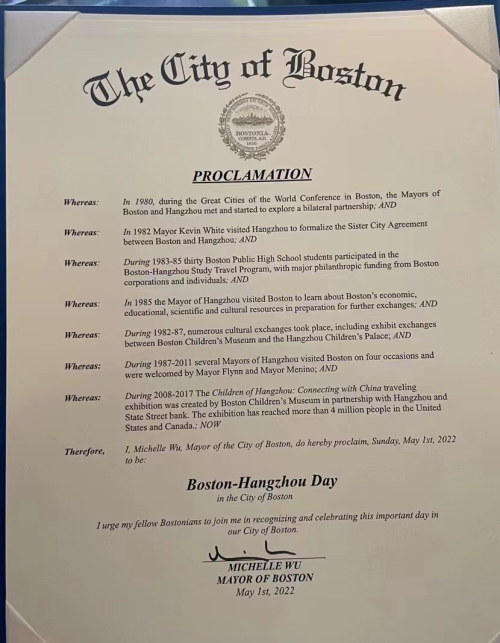 The City of Boston
BOSTONIA
CONDITA A.D.
1630
PROCLAMATION
Whereas: In 1980, during the Great Cities of the World Conference in Boston, the Mayors of
Boston and Hangzhou met and started to explore a bilateral partnership; AND
Whereas: In 1982 Mayor Kevin White visited Hangzhou to formalize the Sister City Agreement
between Boston and Hangzhou; AND
Whereas: During 1983-85 thirty Boston Public High School students participated in the
Boston-Hangzhou Study Travel Program, with major philanthropic funding from Boston
corporations and individuals; AND
Whereas: In 1985 the Mayor of Hangzhou visited Boston to learn about Boston's economic,
educational, scientific and cultural resources in preparation for further exchanges; AND
Whereas: During 1982-87, numerous cultural exchanges took place, including exhibit exchanges
between Boston Children's Museum and the Hangzhou Children's Palace; AND
Whereas: During 1987-2011 several Mayors of Hangzhou visited Boston on four occasions and
were welcomed by Mayor Flynn and Mayor Menino; AND
Whereas: During 2008-2017 The Children of Hangzhou: Connecting with China traveling
exhibition was created by Boston Children's Museum in partnership with Hangzhou and
State Street bank. The exhibition has reached more than 4 million people in the United
States and Canada.; NOW
Therefore, I, Michelle Wu, Mayor of the City of Boston, do hereby proclaim, Sunday, May 1st, 2022
to be:
Boston-Hangzhou Day
in the City of Boston
I urge my fellow Bostonians to join me in recognizing and celebrating this important day in
our City of Boston.
MICHELLE WU
MAYOR OF BOSTON
May 1st, 2022